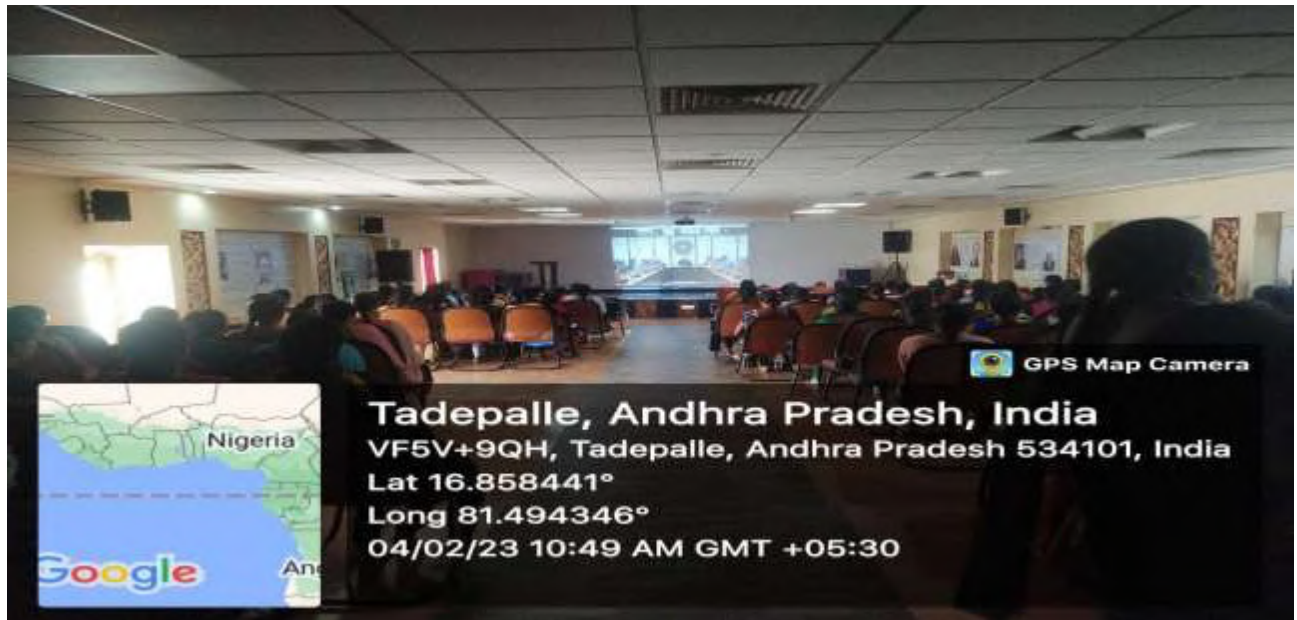 GPS Map Camera
Tadepalle, Andhra Pradesh, India
VF5V+9QH, Tadepalle, Andhra Pradesh 534101, India
Lat 16.858441°
Long 81.494346°
04/02/23 10:49 AM GMT +05:30
Nigeria
Google